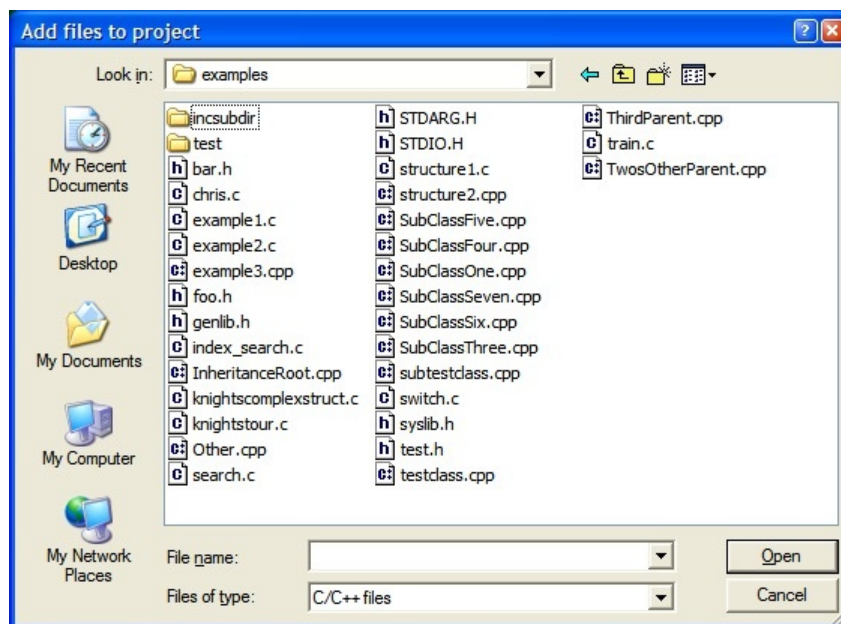 Add files to project
Look in: examples
My Recent
Documents
Desktop
My Documents
My Computer
My Network
Places
incsubdir
test
bar.h
chris.c
example1.c
example2.c
example3.cpp
foo.h
genlib.h
index_search.c
InheritanceRoot.cpp
knightscomplexstruct.c
knightstour.c
Other.cpp
search.c
STDARG.H
STDIO.H
structure1.c
structure2.cpp
SubClassFive.cpp
SubClassFour.cpp
SubClassOne.cpp
SubClassSeven.cpp
SubClassSix.cpp
SubClassThree.cpp
subtestclass.cpp
switch.c
syslib.h
test.h
testclass.cpp
ThirdParent.cpp
train.c
TwosOtherParent.cpp
File name:
Open
Files of type: C/C++ files
Cancel